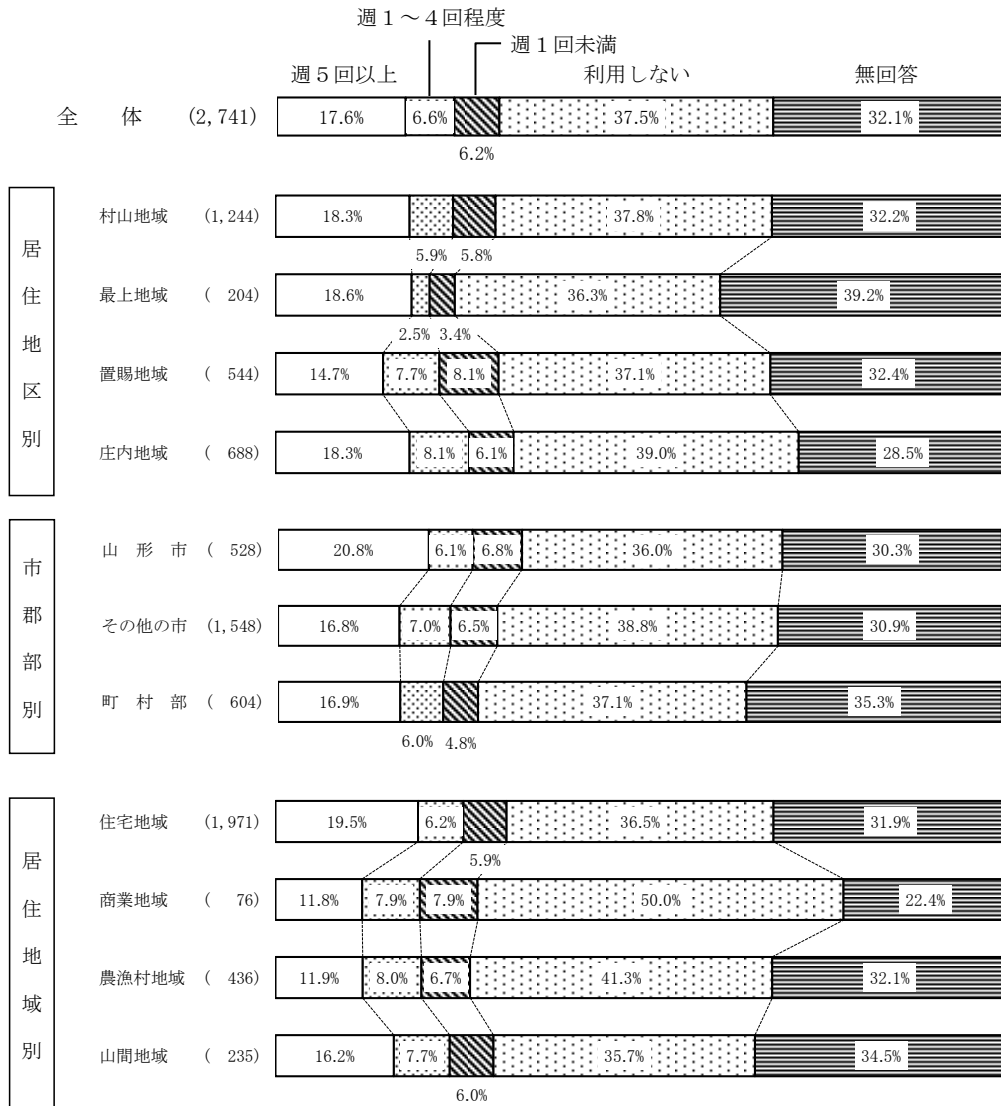 週１～４回程度
週１回未満
週５回以上 利用しない 無回答
全 体 (2,741) 17.6% 6.6% 37.5% 32.1%
6.2%
居住地区別
村山地域 (1,244) 18.3% 37.8% 32.2%
5.9% 5.8%
最上地域 ( 204) 18.6% 36.3% 39.2%
2.5% 3.4%
置賜地域 ( 544) 14.7% 7.7% 8.1% 37.1% 32.4%
庄内地域 ( 688) 18.3% 8.1% 6.1% 39.0% 28.5%
市郡部別
山 形 市 ( 528) 20.8% 6.1% 6.8% 36.0% 30.3%
その他の市 (1,548) 16.8% 7.0% 6.5% 38.8% 30.9%
町 村 部 ( 604) 16.9% 37.1% 35.3%
6.0% 4.8%
居住地域別
住宅地域 (1,971) 19.5% 6.2% 36.5% 31.9%
5.9%
商業地域 ( 76) 11.8% 7.9% 7.9% 50.0% 22.4%
農漁村地域 ( 436) 11.9% 8.0% 6.7% 41.3% 32.1%
山間地域 ( 235) 16.2% 7.7% 35.7% 34.5%
6.0%